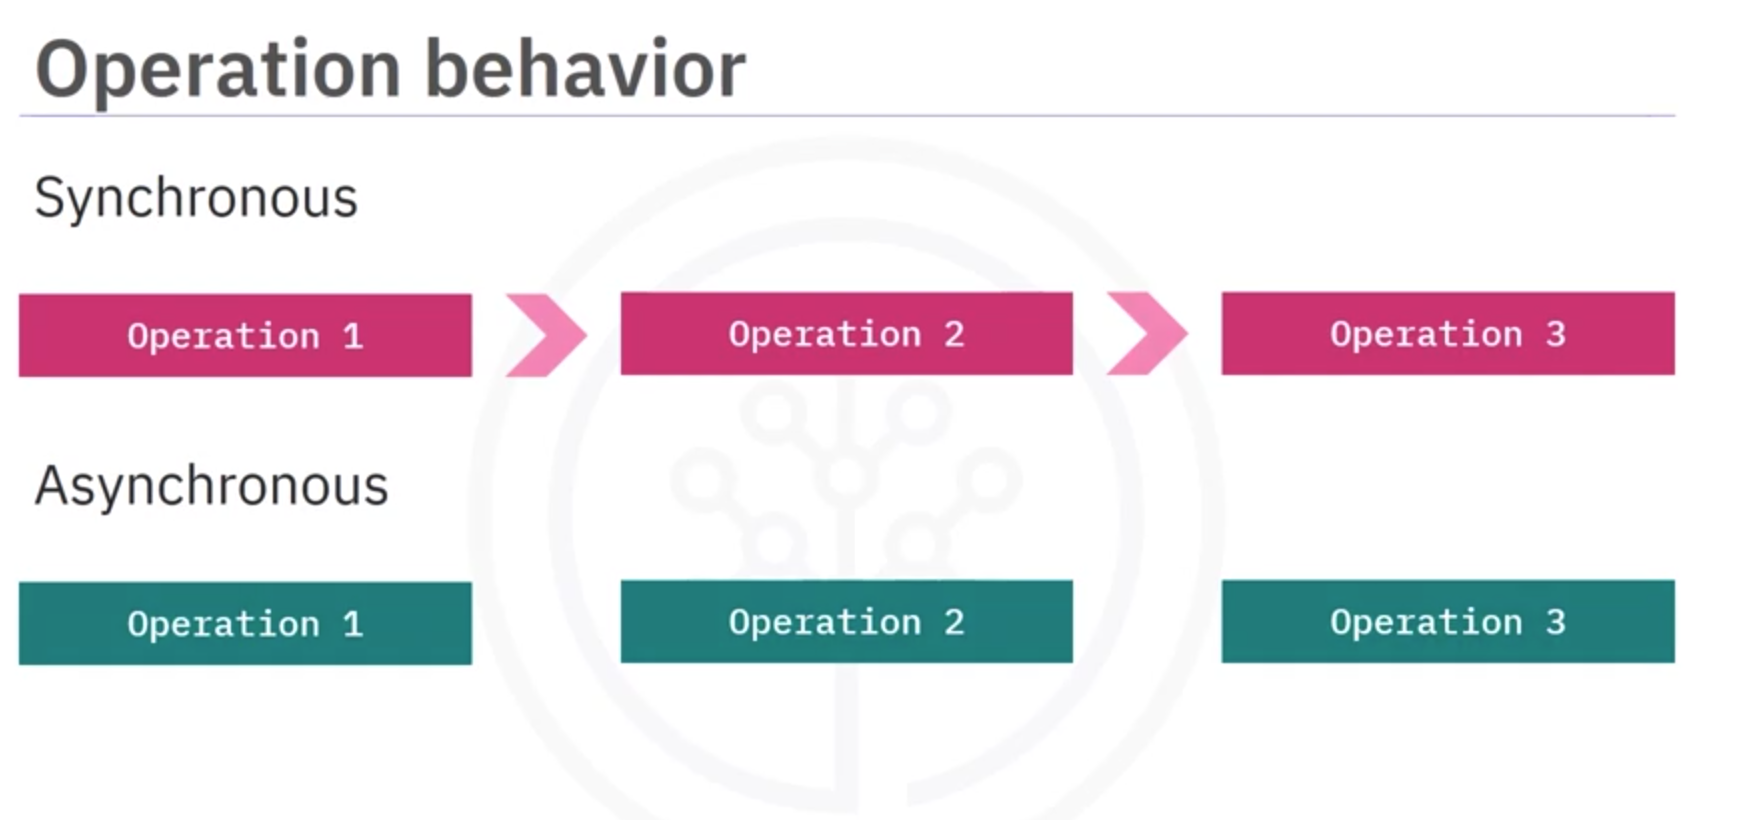 Operation behavior
Synchronous
Operation 1
Operation 2
Operation 3
Asynchronous
Operation 1
Operation 2
Operation 3